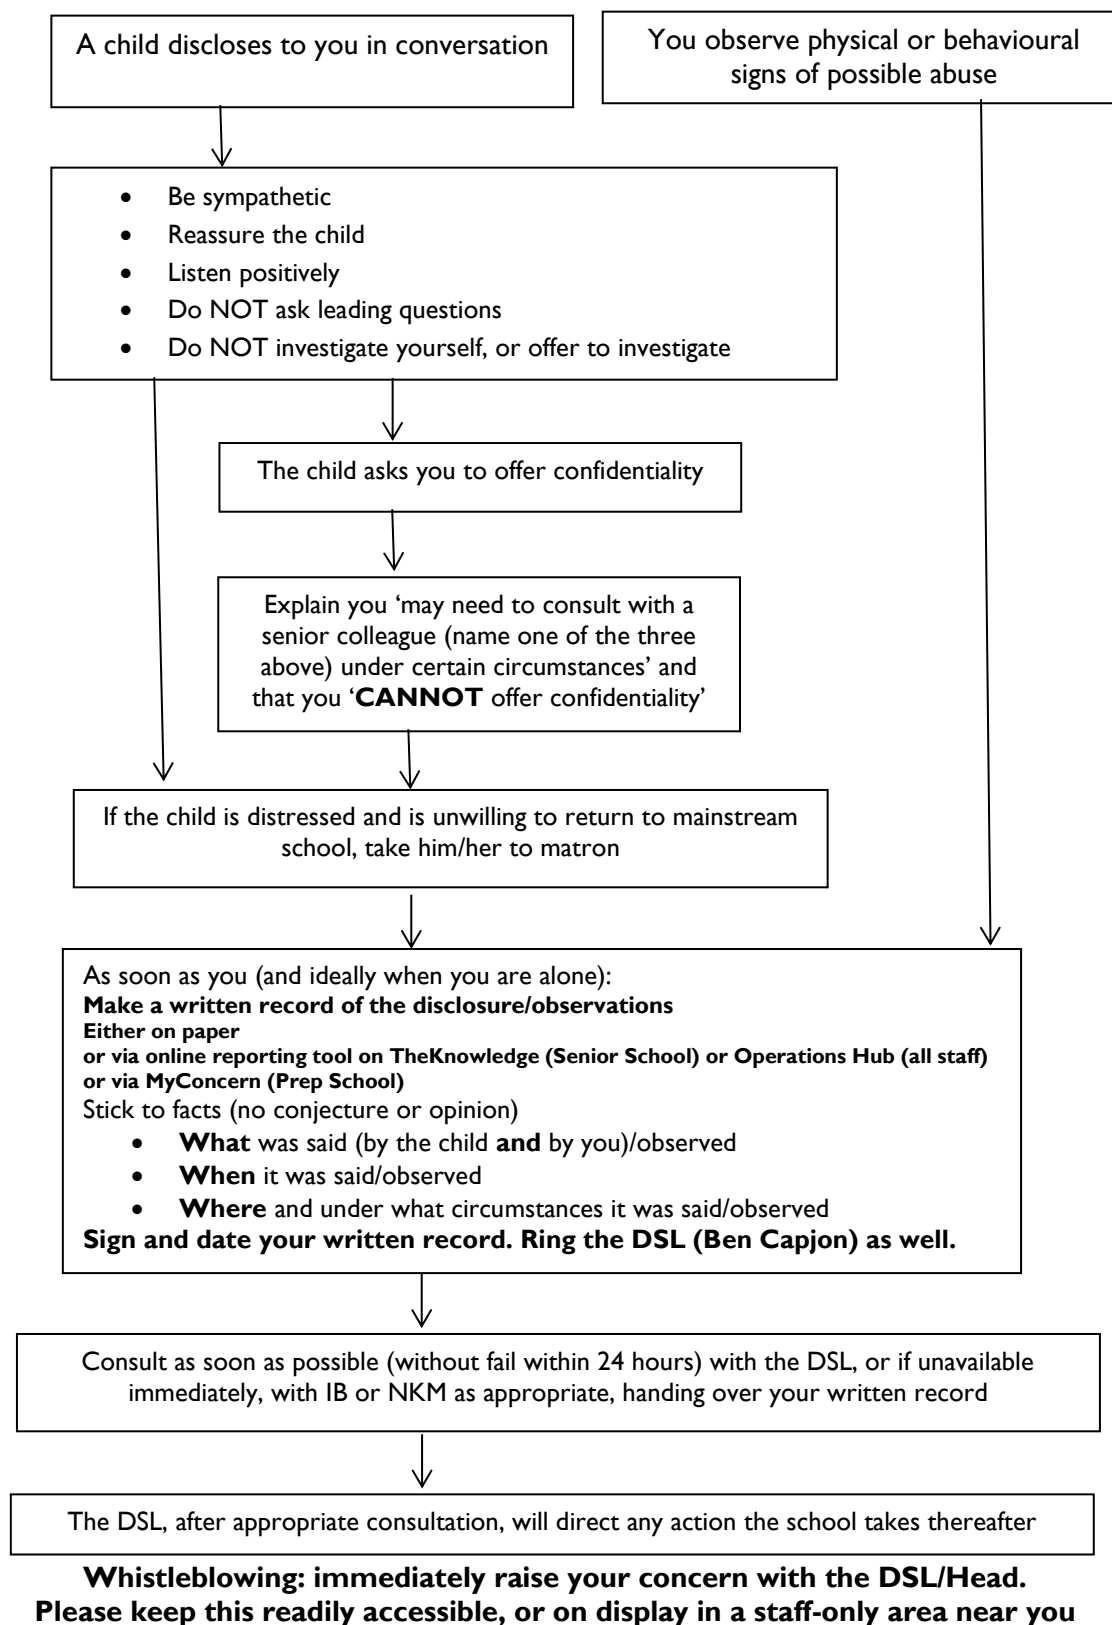 A child discloses to you in conversation
You observe physical or behavioural
signs of possible abuse
• Be sympathetic
• Reassure the child
• Listen positively
• Do NOT ask leading questions
• Do NOT investigate yourself, or offer to investigate
The child asks you to offer confidentiality
Explain you ‘may need to consult with a
senior colleague (name one of the three
above) under certain circumstances’ and
that you ‘CANNOT offer confidentiality’
If the child is distressed and is unwilling to return to mainstream
school, take him/her to matron
As soon as you (and ideally when you are alone):
Make a written record of the disclosure/observations
Either on paper
or via online reporting tool on TheKnowledge (Senior School) or Operations Hub (all staff)
or via MyConcern (Prep School)
Stick to facts (no conjecture or opinion)
• What was said (by the child and by you)/observed
• When it was said/observed
• Where and under what circumstances it was said/observed
Sign and date your written record. Ring the DSL (Ben Capjon) as well.
Consult as soon as possible (without fail within 24 hours) with the DSL, or if unavailable
immediately, with IB or NKM as appropriate, handing over your written record
The DSL, after appropriate consultation, will direct any action the school takes thereafter
Whistleblowing: immediately raise your concern with the DSL/Head.
Please keep this readily accessible, or on display in a staff-only area near you